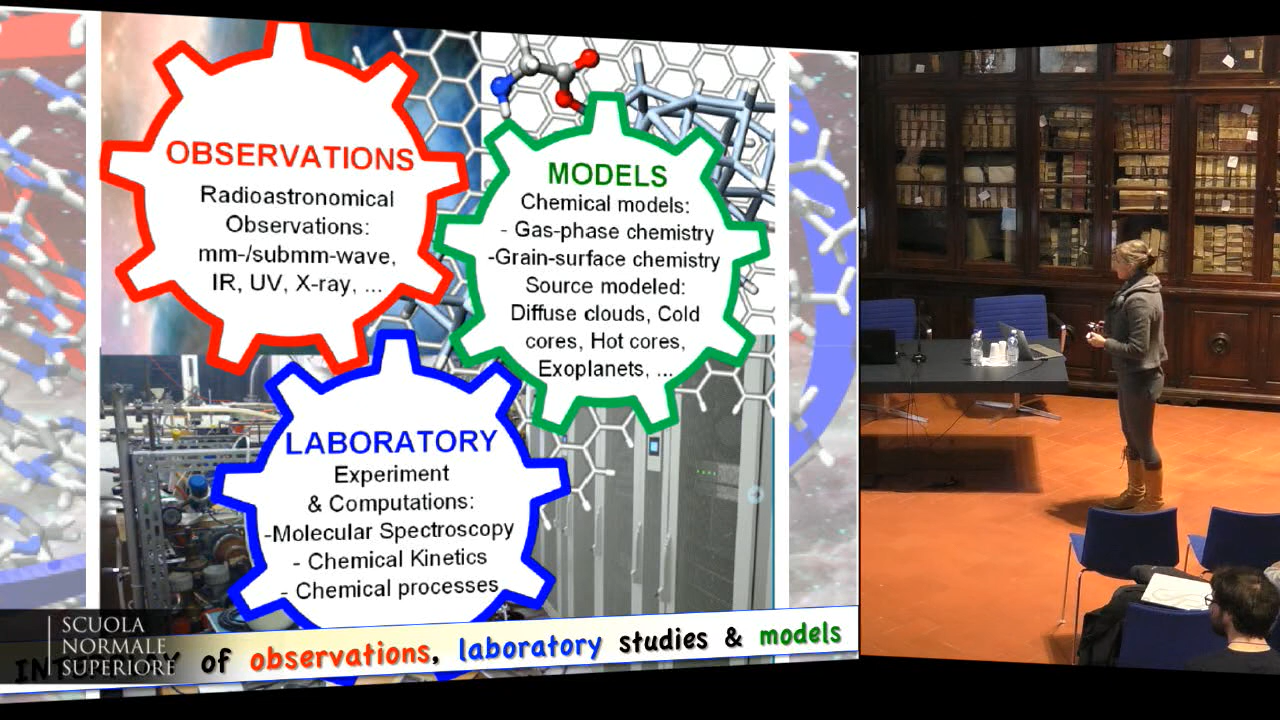 OBSERVATIONS
Radioastronomical
Observations:
mm-/submm-wave,
IR, UV, X-ray, ...
MODELS
Chemical models:
- Gas-phase chemistry
-Grain-surface chemistry
Source modeled:
Diffuse clouds, Cold
cores, Hot cores,
Exoplanets, ...
LABORATORY
Experiment
& Computations:
-Molecular Spectroscopy
- Chemical Kinetics
- Chemical processes
of observations, laboratory studies & models
SCUOLA
NORMALE
SUPERIORE